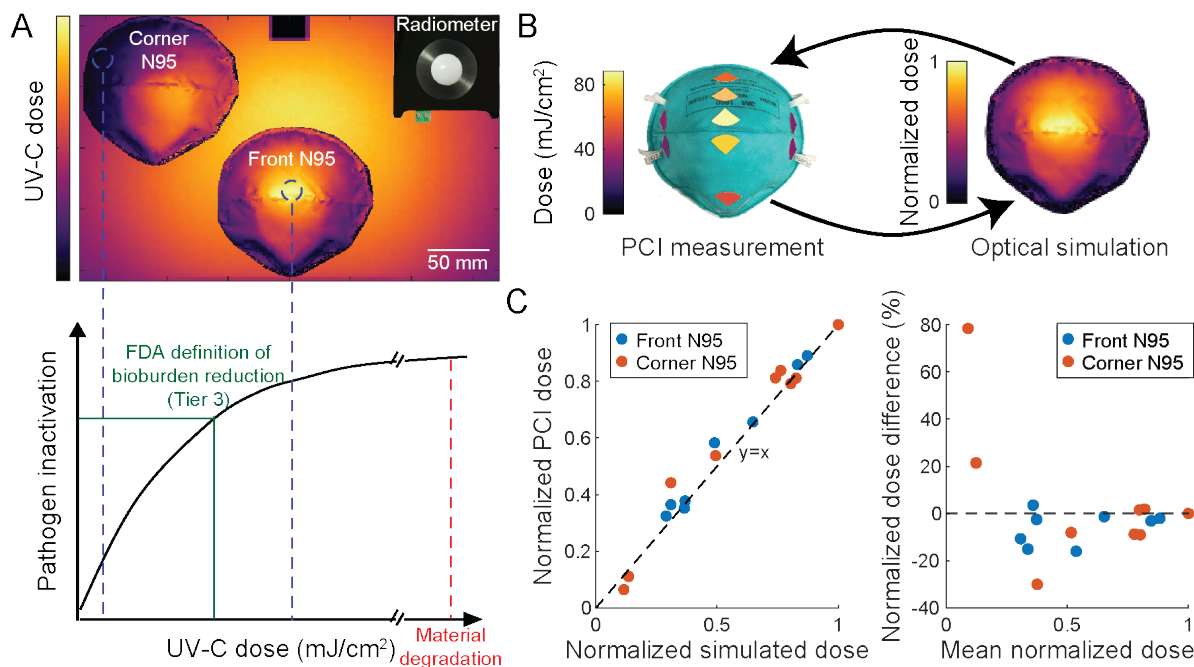 A
UV-C dose
Corner
N95
Front N95
Radiometer
50 mm
Pathogen inactivation
FDA definition of
bioburden reduction
(Tier 3)
UV-C dose (mJ/cm²)
Material
degradation
B
Dose (mJ/cm²)
80
60
40
20
0
PCI measurement
Normalized dose
1
0
Optical simulation
C
Normalized PCI dose
1
0.8
0.6
0.4
0.2
0
Front N95
Corner N95
y=x
0
0.5
1
Normalized simulated dose
Normalized dose difference (%)
80
60
40
20
0
-20
-40
Front N95
Corner N95
0
0.5
1
Mean normalized dose